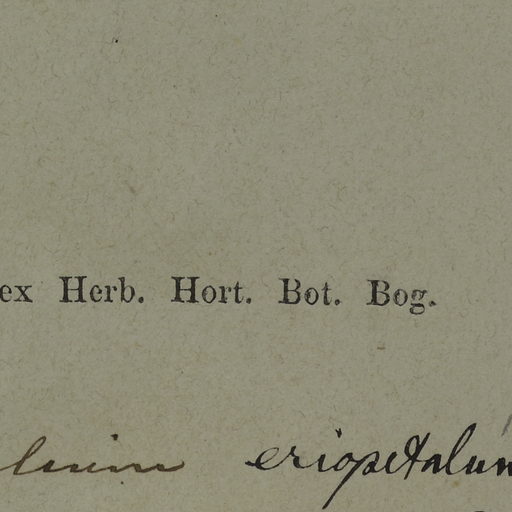 ex Herb. Hort. Bot. Bog.
eriopetalum